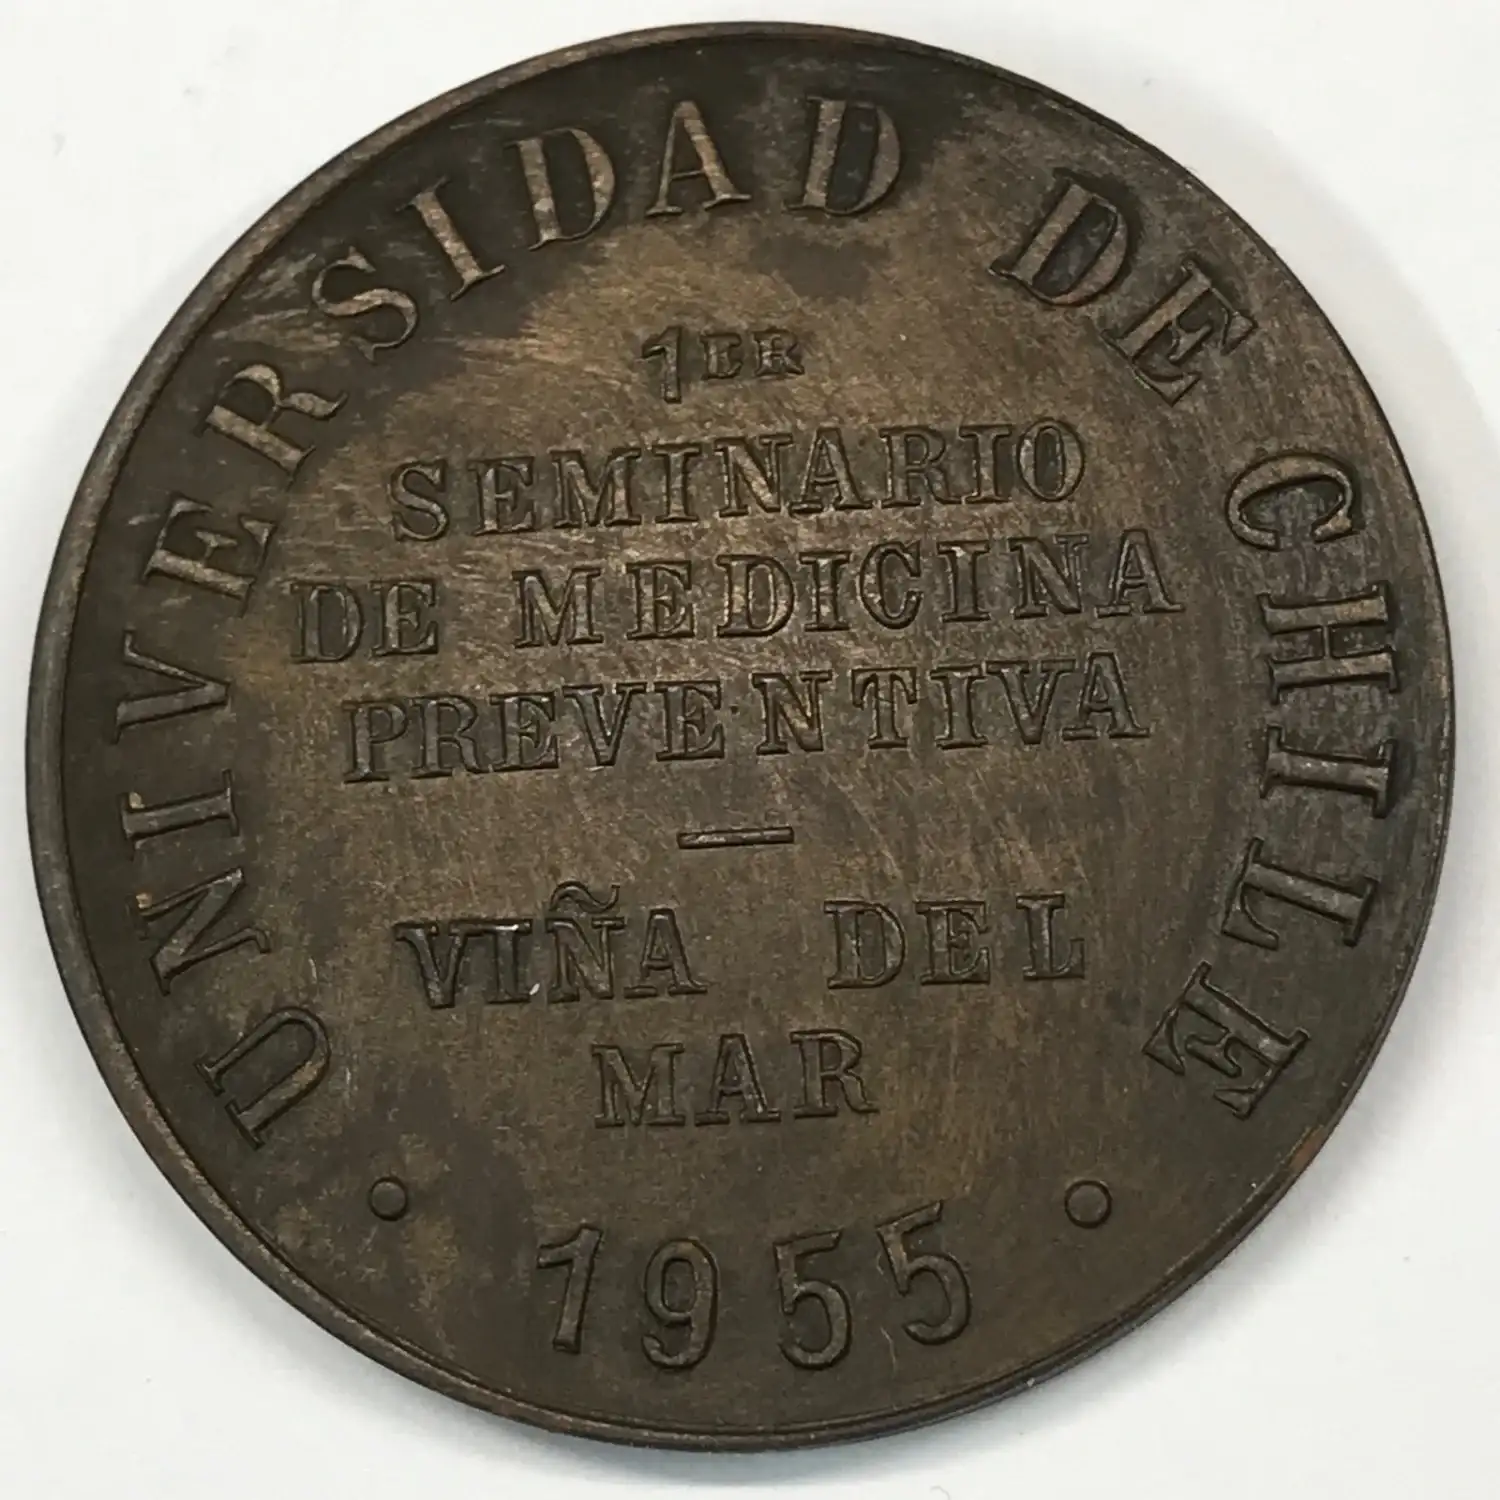 UNIVERSIDAD DE CHILE
1ER
SEMINARIO
DE MEDICINA
PREVENTIVA
—
VIÑA DEL
MAR
1955